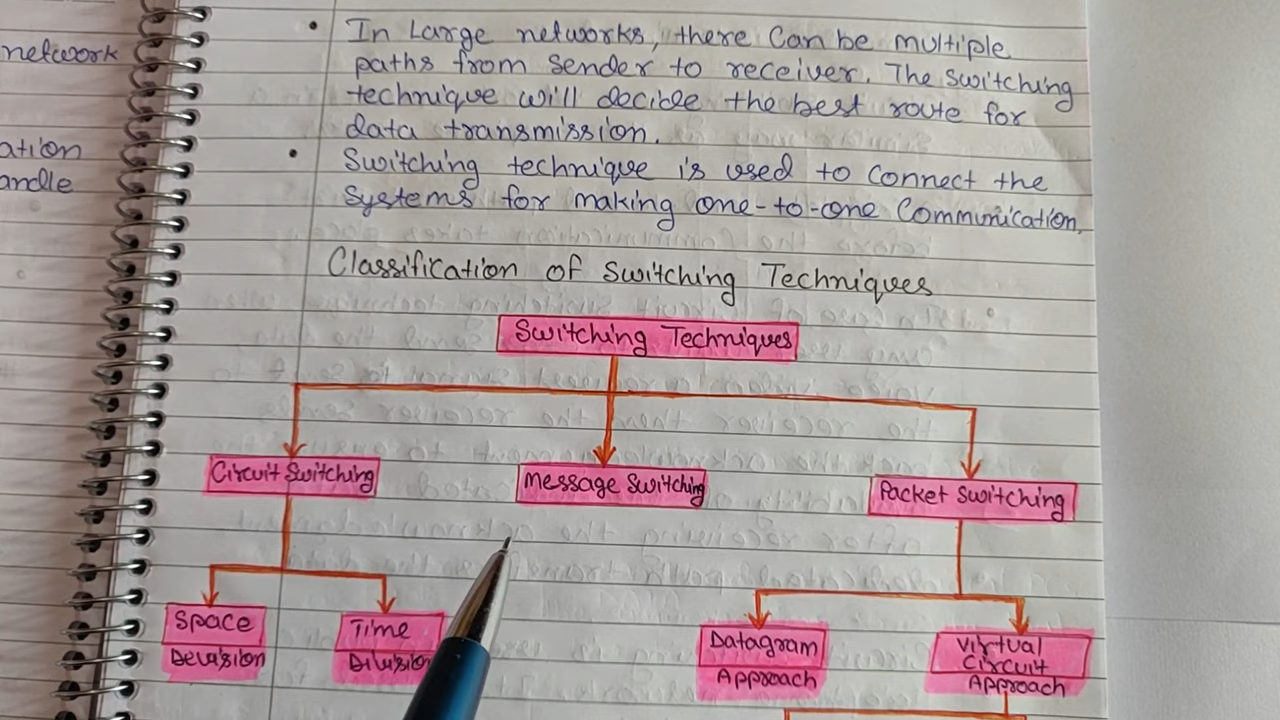 network
ation
andle
• In Large networks, there Can be multiple
paths from Sender to receiver. The Switching
technique will decible the best route for
data transmission.
• Switching technique is used to Connect the
Systems for making one-to-one Communication.
Classification of Switching Techniques
Switching Techniques
Circuit Switching
Message Switching
Packet Switching
Space
Devision
Time
Division
Datagram
Approach
Virtual
Circuit
Approach